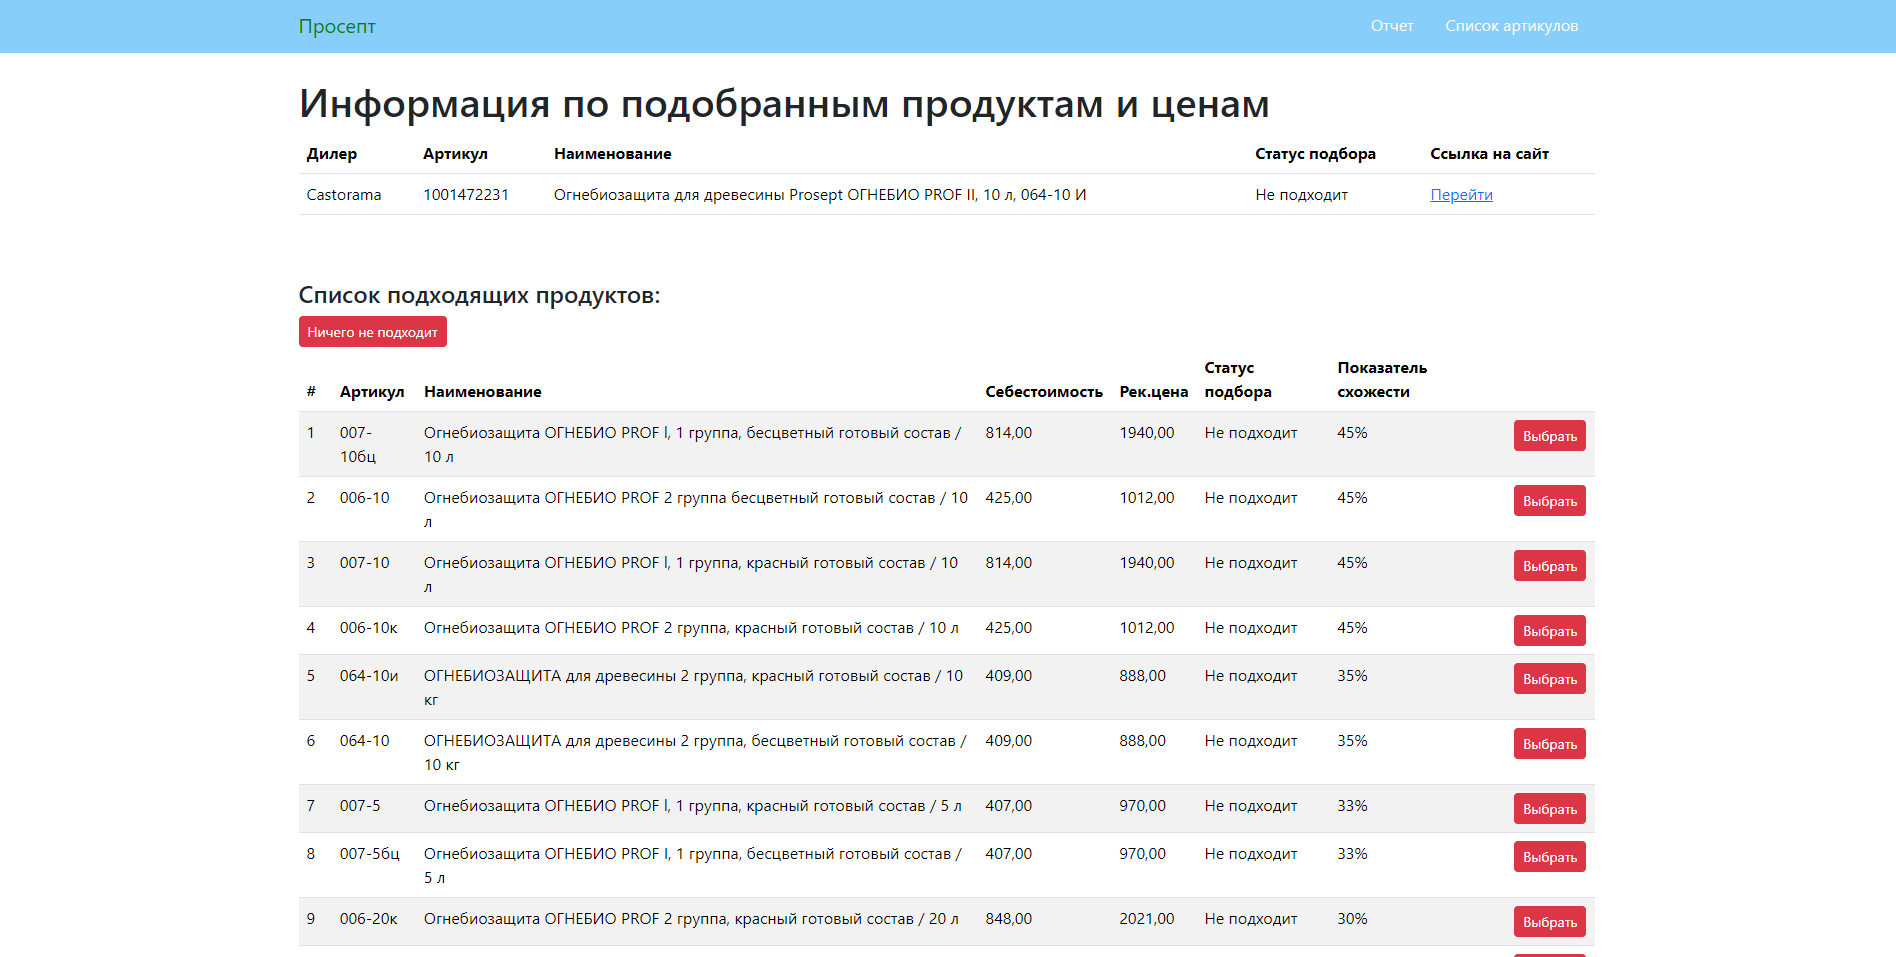 Просепт Отчет Список артикулов
Информация по подобранным продуктам и ценам
Дилер Артикул Наименование Статус подбора Ссылка на сайт
Castorama 1001472231 Огнебиозащита для древесины Prosept ОГНЕБИО PROF II, 10 л, 064-10 И Не подходит Перейти
Список подходящих продуктов:
Ничего не подходит
# Артикул Наименование Себестоимость Рек.цена Статус подбора Показатель схожести
1 007-10бц Огнебиозащита ОГНЕБИО PROF l, 1 группа, бесцветный готовый состав / 10 л 814,00 1940,00 Не подходит 45% Выбрать
2 006-10 Огнебиозащита ОГНЕБИО PROF 2 группа бесцветный готовый состав / 10 л 425,00 1012,00 Не подходит 45% Выбрать
3 007-10 Огнебиозащита ОГНЕБИО PROF l, 1 группа, красный готовый состав / 10 л 814,00 1940,00 Не подходит 45% Выбрать
4 006-10к Огнебиозащита ОГНЕБИО PROF 2 группа, красный готовый состав / 10 л 425,00 1012,00 Не подходит 45% Выбрать
5 064-10и ОГНЕБИОЗАЩИТА для древесины 2 группа, красный готовый состав / 10 кг 409,00 888,00 Не подходит 35% Выбрать
6 064-10 ОГНЕБИОЗАЩИТА для древесины 2 группа, бесцветный готовый состав / 10 кг 409,00 888,00 Не подходит 35% Выбрать
7 007-5 Огнебиозащита ОГНЕБИО PROF l, 1 группа, красный готовый состав / 5 л 407,00 970,00 Не подходит 33% Выбрать
8 007-5бц Огнебиозащита ОГНЕБИО PROF I, 1 группа, бесцветный готовый состав / 5 л 407,00 970,00 Не подходит 33% Выбрать
9 006-20к Огнебиозащита ОГНЕБИО PROF 2 группа, красный готовый состав / 20 л 848,00 2021,00 Не подходит 30% Выбрать